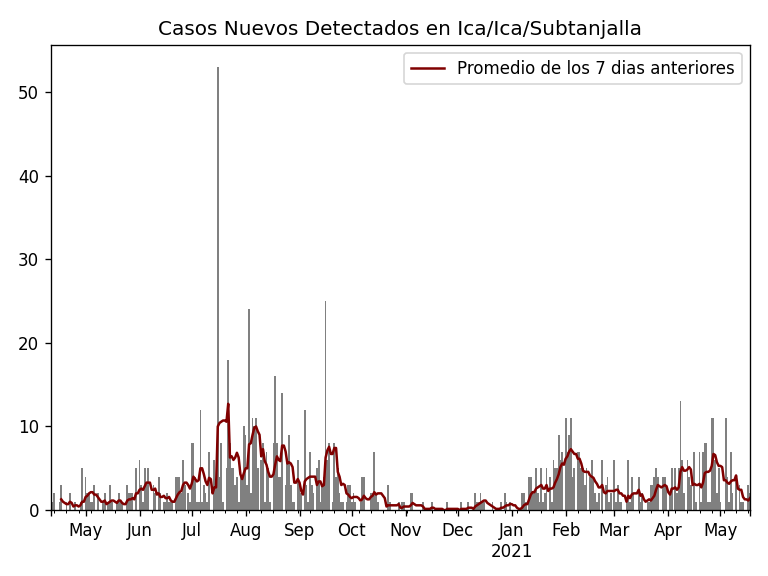 Casos Nuevos Detectados en Ica/Ica/Subtanjalla
Promedio de los 7 dias anteriores
50
40
30
20
10
0
May Jun Jul Aug Sep Oct Nov Dec Jan Feb Mar Apr May
2021